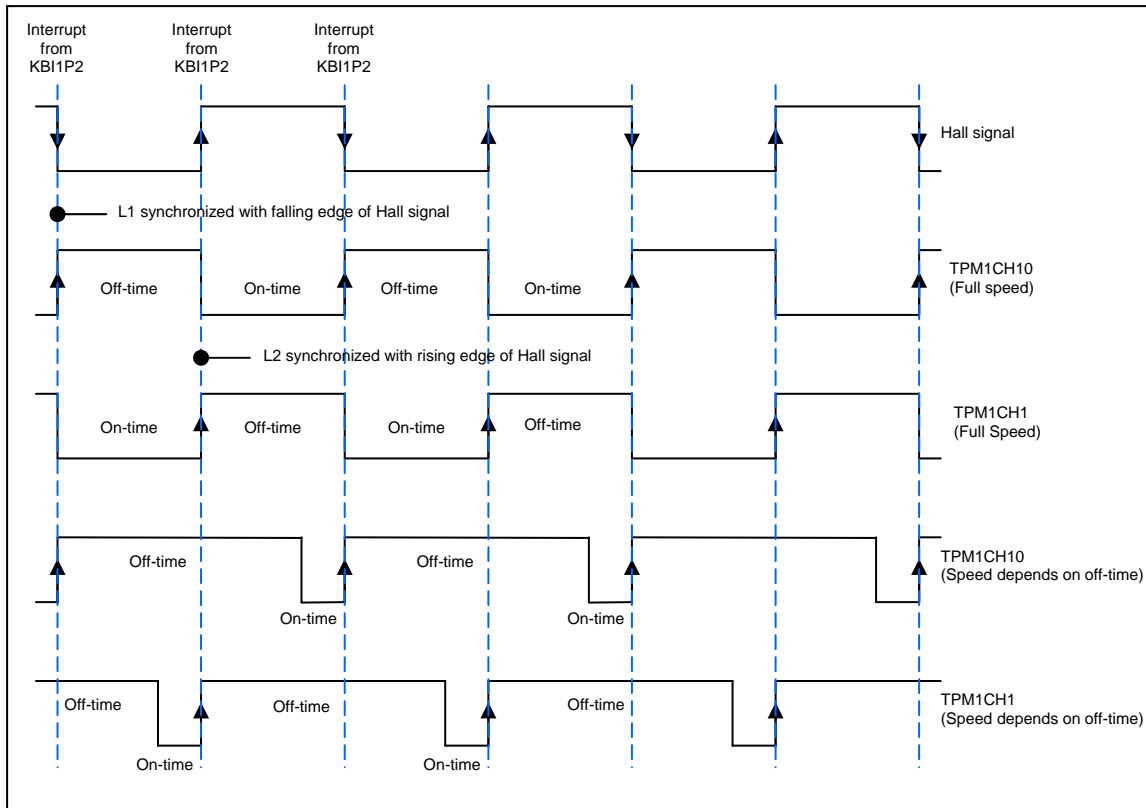 Interrupt
from
KBI1P2
Interrupt
from
KBI1P2
Interrupt
from
KBI1P2
Hall signal
L1 synchronized with falling edge of Hall signal
Off-time
On-time
Off-time
On-time
TPM1CH10
(Full speed)
L2 synchronized with rising edge of Hall signal
On-time
Off-time
On-time
Off-time
TPM1CH1
(Full Speed)
Off-time
On-time
Off-time
On-time
TPM1CH10
(Speed depends on off-time)
Off-time
On-time
Off-time
On-time
Off-time
TPM1CH1
(Speed depends on off-time)